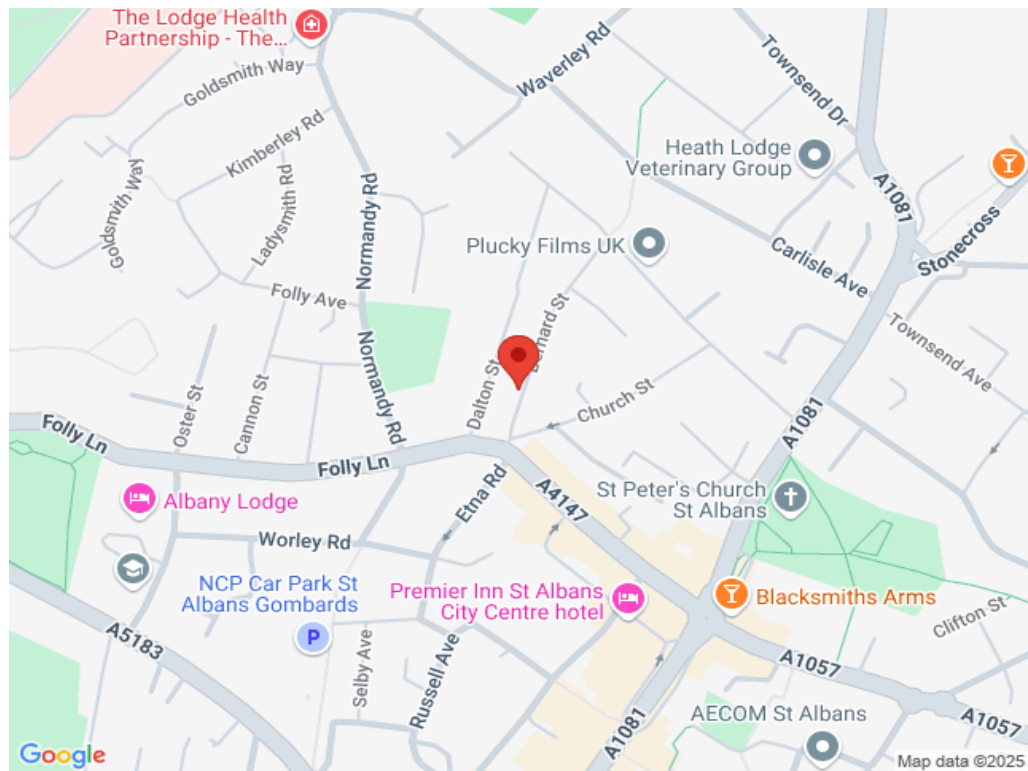 The Lodge Health
Partnership - The...
Goldsmith Way
Waverley Rd
Townsend Dr
Kimberley Rd
Heath Lodge
Veterinary Group
Goldsmith Way
Ladysmith Rd
Normandy Rd
A1081
Stonecross
Plucky Films UK
Carlisle Ave
Folly Ave
Bernard St
Townsend Ave
Normandy Rd
Dalton St
Oster St
Cannon St
Church St
A1081
Folly Ln
Folly Ln
Etna Rd
A4147
St Peter's Church
St Albans
Albany Lodge
Worley Rd
NCP Car Park St
Albans Gombards
P
Premier Inn St Albans
City Centre hotel
Blacksmiths Arms
Clifton St
A5183
Selby Ave
Russell Ave
A1057
A1081
AECOM St Albans
A1057
Google
Map data ©2025